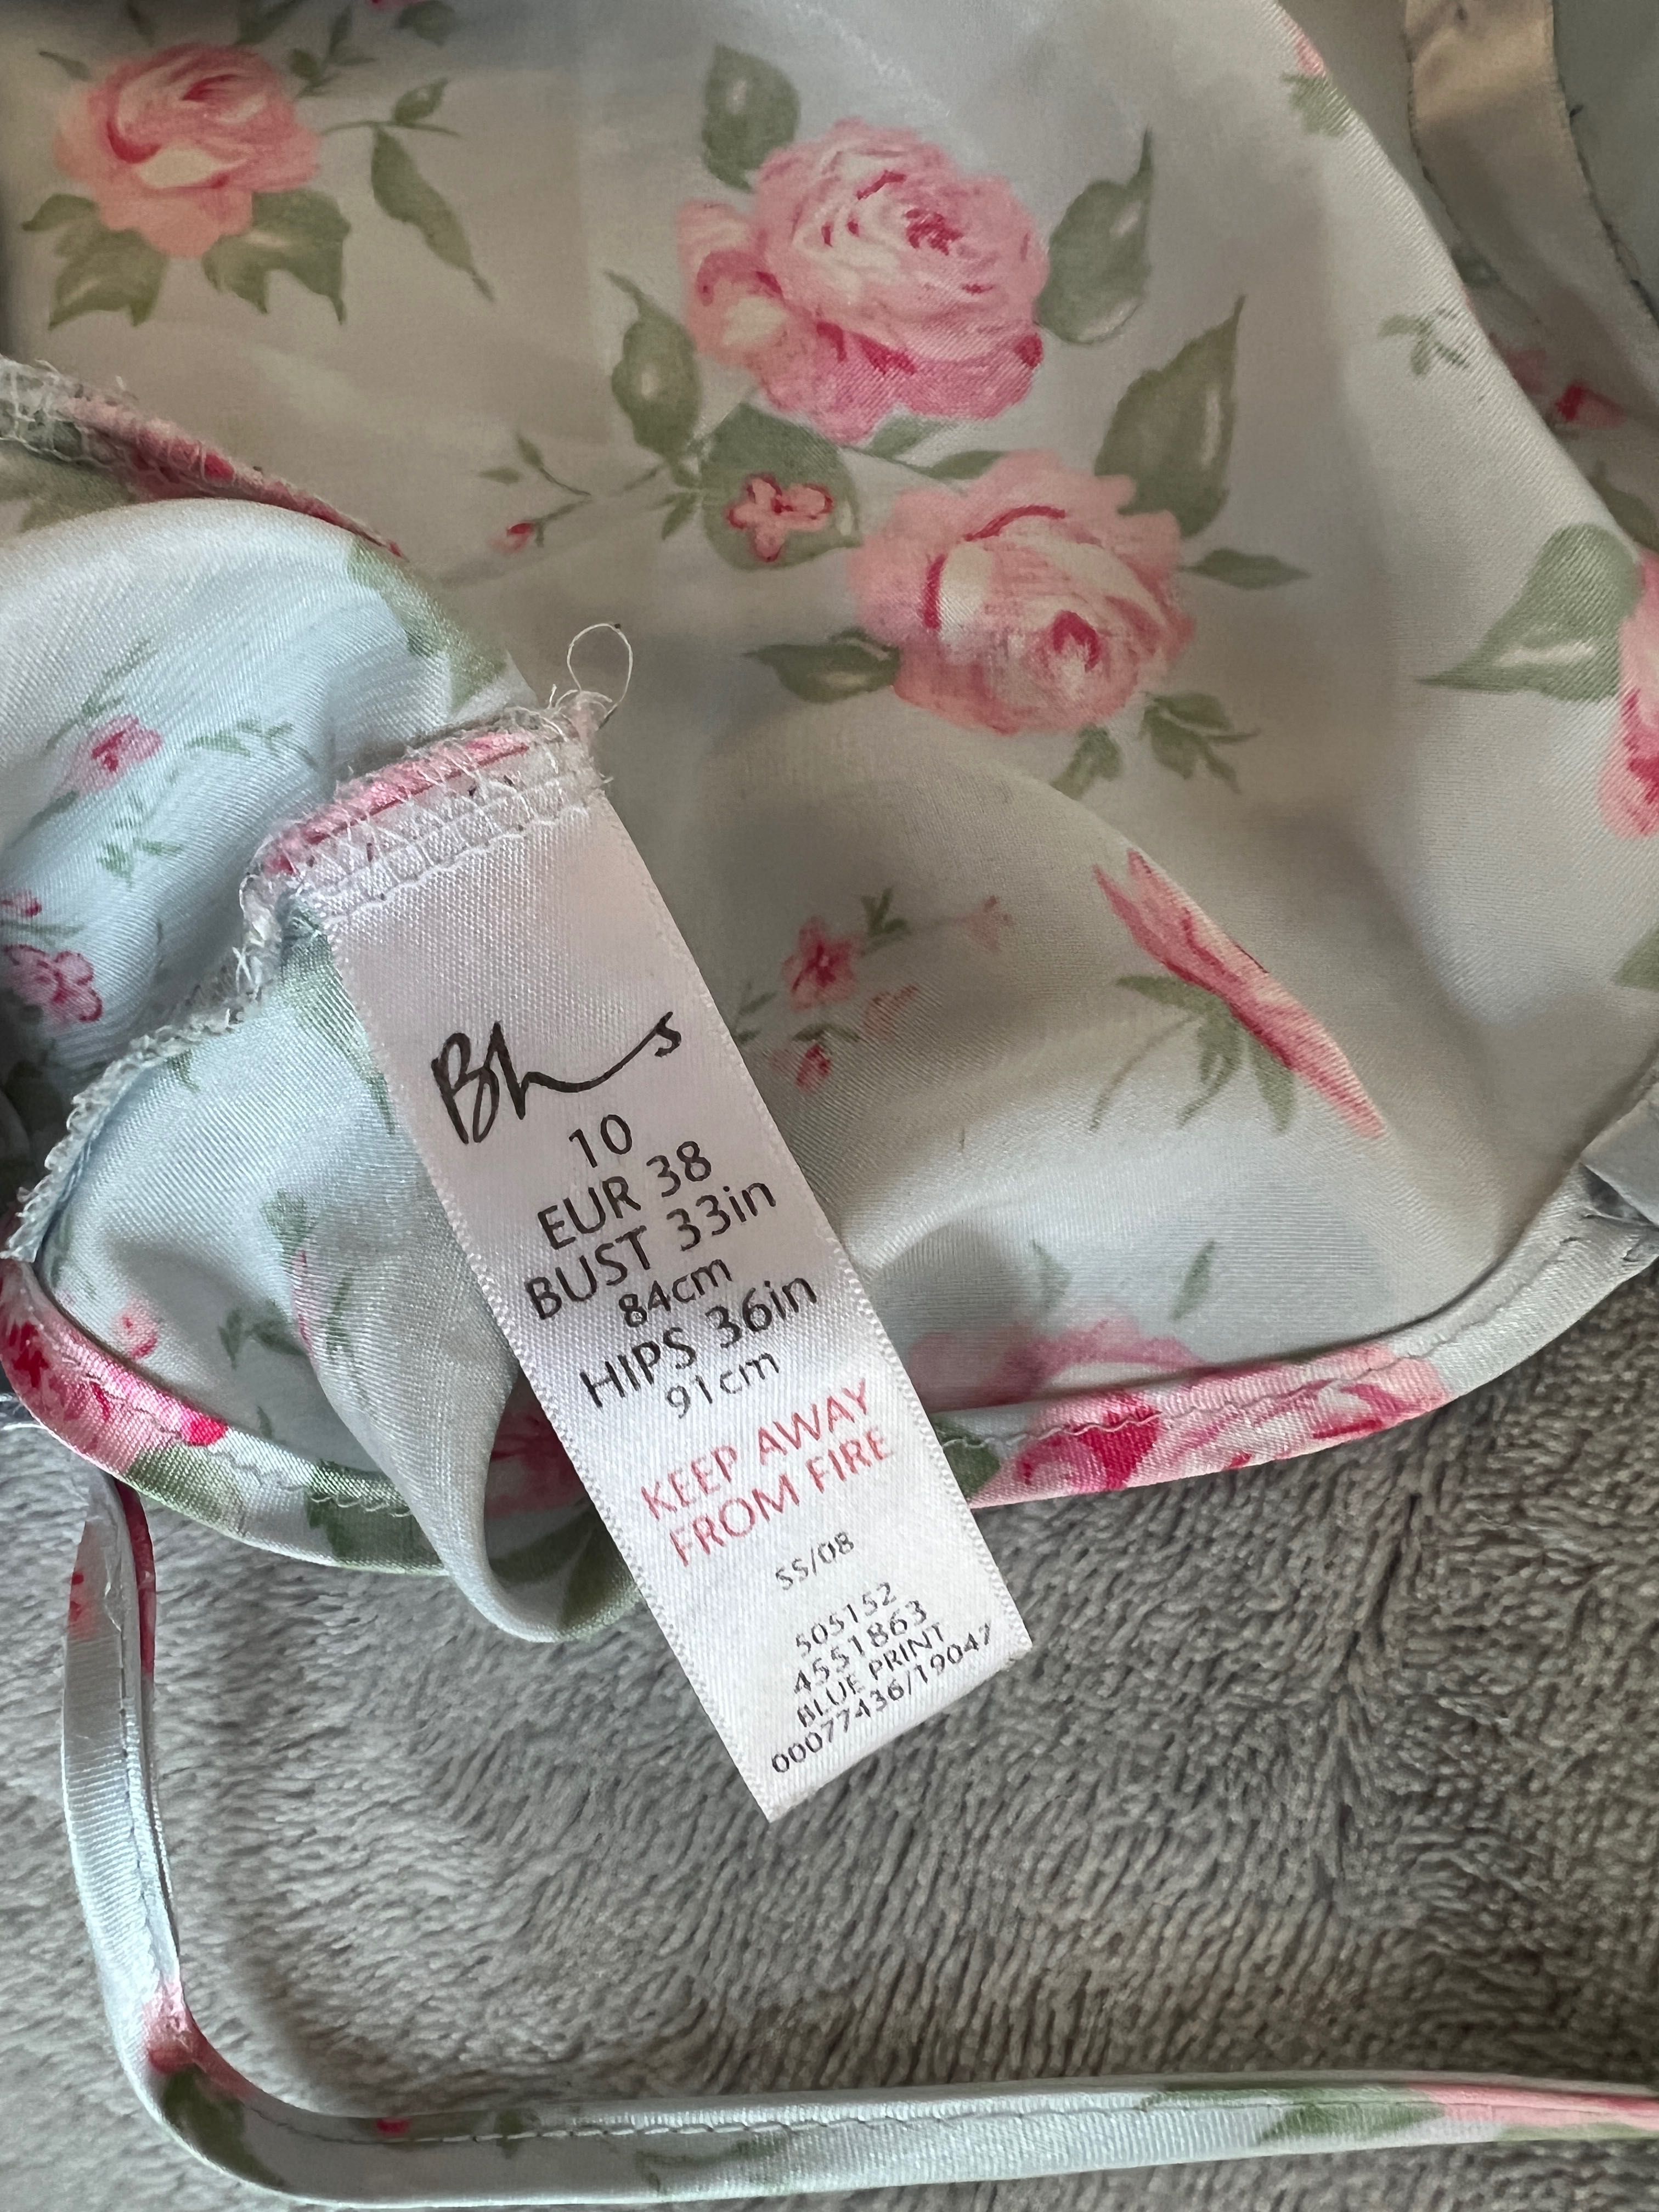 Bhs
10
EUR 38
BUST 33in
84cm
HIPS 36in
91cm
KEEP AWAY
FROM FIRE
SS/08
505152
4551863
BLUE PRINT
00077436/19047